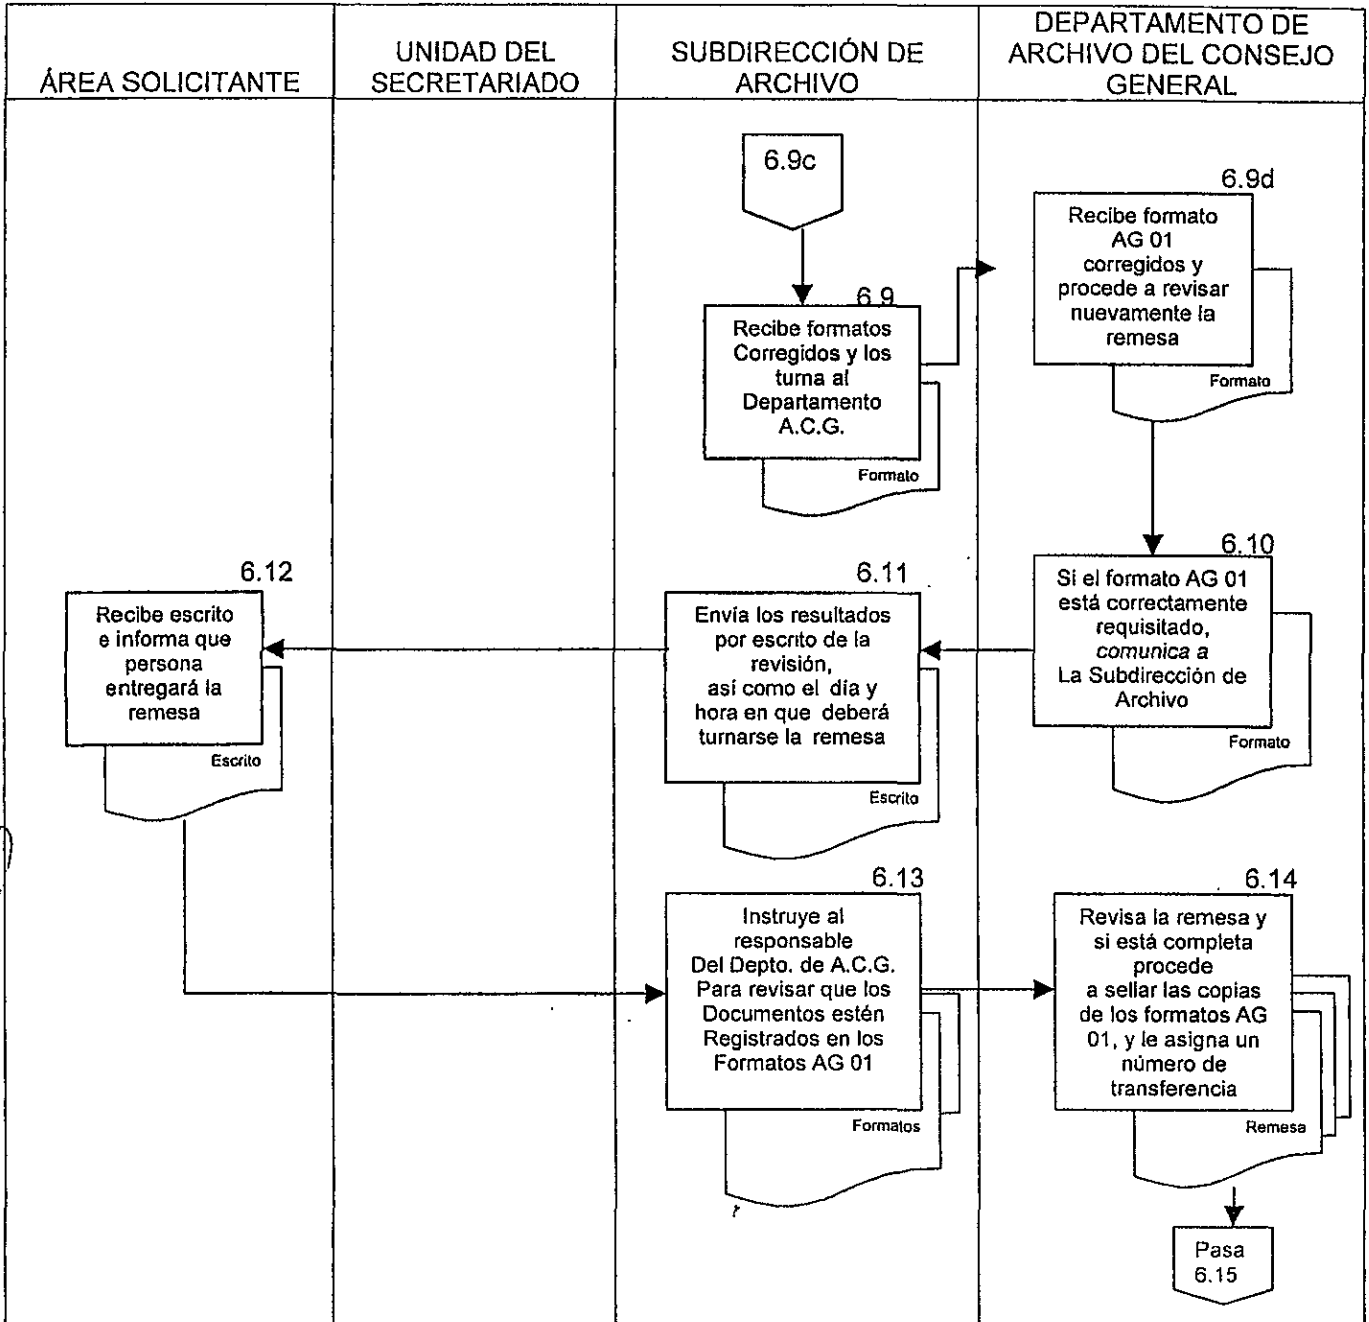 ÁREA SOLICITANTE
UNIDAD DEL
SECRETARIADO
SUBDIRECCIÓN DE
ARCHIVO
DEPARTAMENTO DE
ARCHIVO DEL CONSEJO
GENERAL
6.9c
6.9d
Recibe formato
AG 01
corregidos y
procede a revisar
nuevamente la
remesa
Formato
6.9
Recibe formatos
Corregidos y los
turna al
Departamento
A.C.G.
Formato
6.10
Si el formato AG 01
está correctamente
requisitado,
comunica a
La Subdirección de
Archivo
Formato
6.11
Envía los resultados
por escrito de la
revisión,
así como el día y
hora en que deberá
turnarse la remesa
Escrito
6.12
Recibe escrito
e informa que
persona
entregará la
remesa
Escrito
6.13
Instruye al
responsable
Del Depto. de A.C.G.
Para revisar que los
Documentos estén
Registrados en los
Formatos AG 01
Formatos
6.14
Revisa la remesa y
si está completa
procede
a sellar las copias
de los formatos AG
01, y le asigna un
número de
transferencia
Remesa
Pasa
6.15